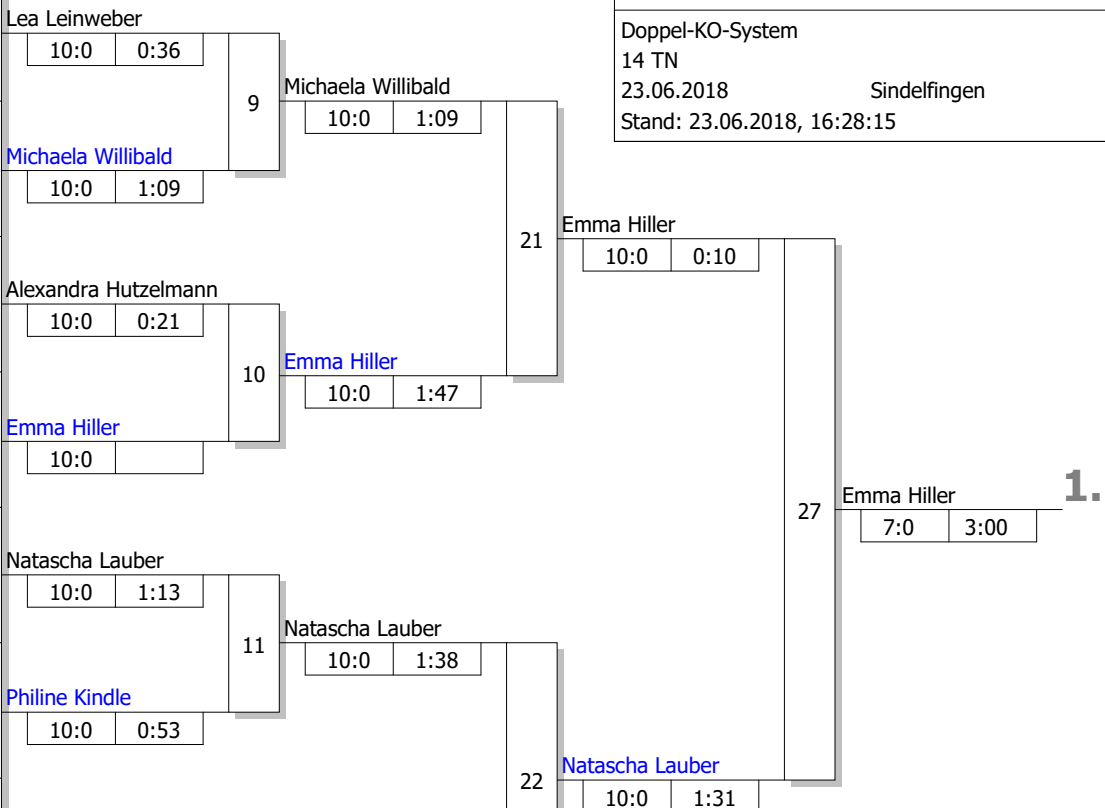 Lea Leinweber
10:0 0:36
9
Michaela Willibald
10:0 1:09
Michaela Willibald
10:0 1:09
Doppel-KO-System
14 TN
23.06.2018 Sindelfingen
Stand: 23.06.2018, 16:28:15
21
Emma Hiller
10:0 0:10
Alexandra Hutzelmann
10:0 0:21
10
Emma Hiller
10:0 1:47
Emma Hiller
10:0
27
Emma Hiller
7:0 3:00
1.
Natascha Lauber
10:0 1:13
11
Natascha Lauber
10:0 1:38
Philine Kindle
10:0 0:53
22
Natascha Lauber
10:0 1:31